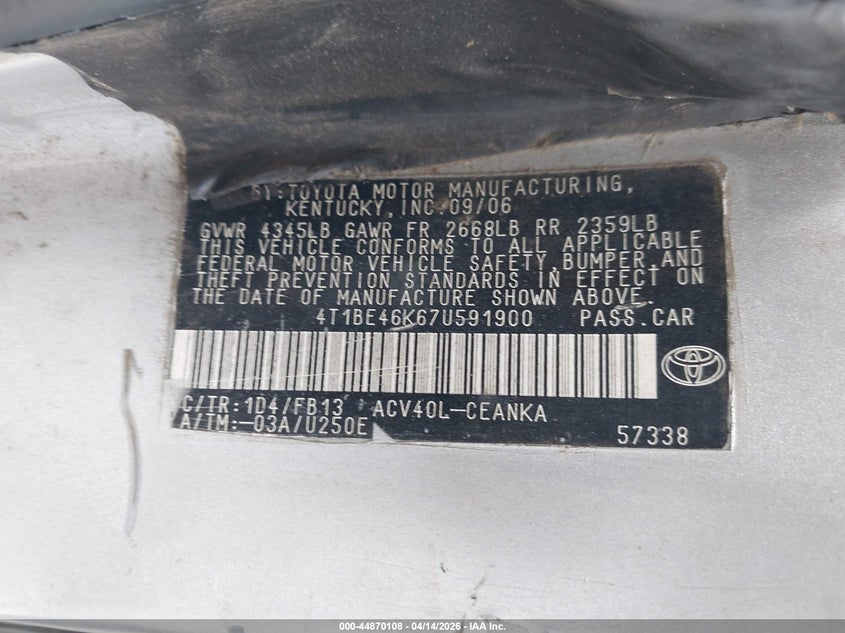 BY:TOYOTA MOTOR MANUFACTURING,
KENTUCKY,INC.09/06
GVWR 4345LB GAWR FR 2668LB RR 2359LB
THIS VEHICLE CONFORMS TO ALL APPLICABLE
FEDERAL MOTOR VEHICLE SAFETY,BUMPER,AND
THEFT PREVENTION STANDARDS IN EFFECT ON
THE DATE OF MANUFACTURE SHOWN ABOVE.
4T1BE46K67U591900 PASS.CAR
C/TR:1D4/FB13 ACV40L-CEANKA
A/TM:-03A/U250E
57338
000-44870108 - 04/14/2026 - IAA Inc.